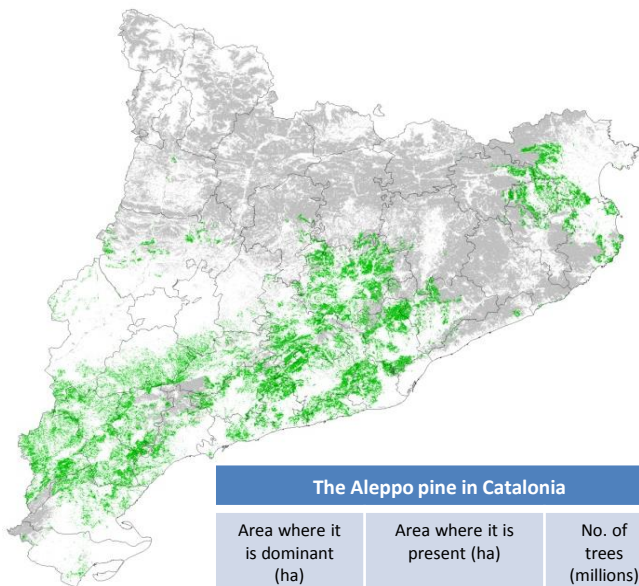 The Aleppo pine in Catalonia
Area where it
is dominant
(ha)
Area where it is
present (ha)
No. of
trees
(millions)